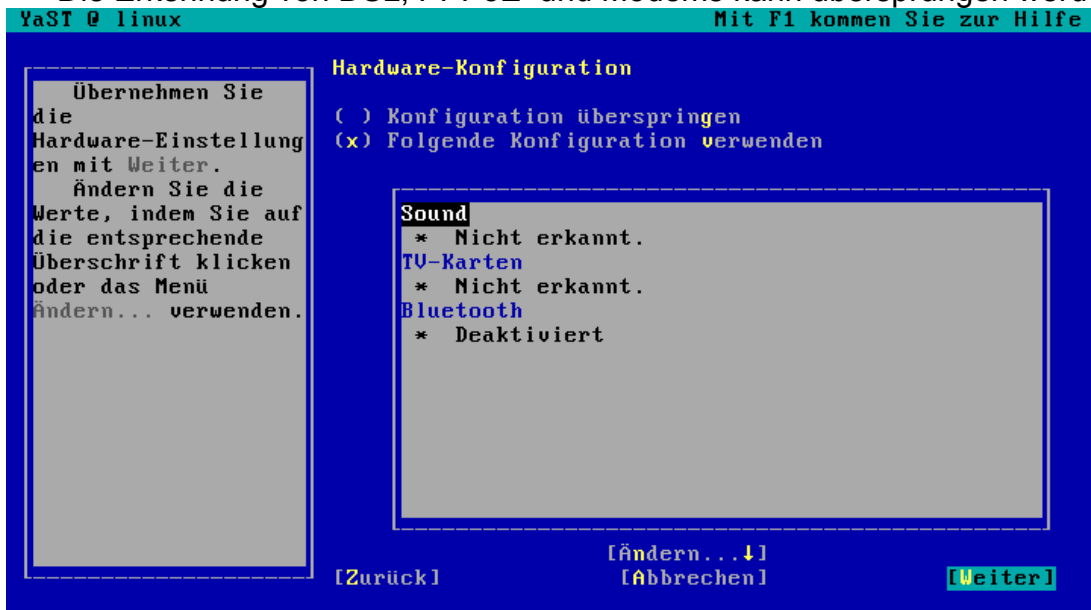 YaST @ linux Mit F1 kommen Sie zur Hilfe
Übernehmen Sie
die
Hardware-Einstellung
en mit Weiter.
Ändern Sie die
Werte, indem Sie auf
die entsprechende
Überschrift klicken
oder das Menü
Ändern... verwenden.
Hardware-Konfiguration
( ) Konfiguration überspringen
(x) Folgende Konfiguration verwenden
Sound
* Nicht erkannt.
TV-Karten
* Nicht erkannt.
Bluetooth
* Deaktiviert
[Ändern...↓]
[Zurück] [Abbrechen] [Weiter]